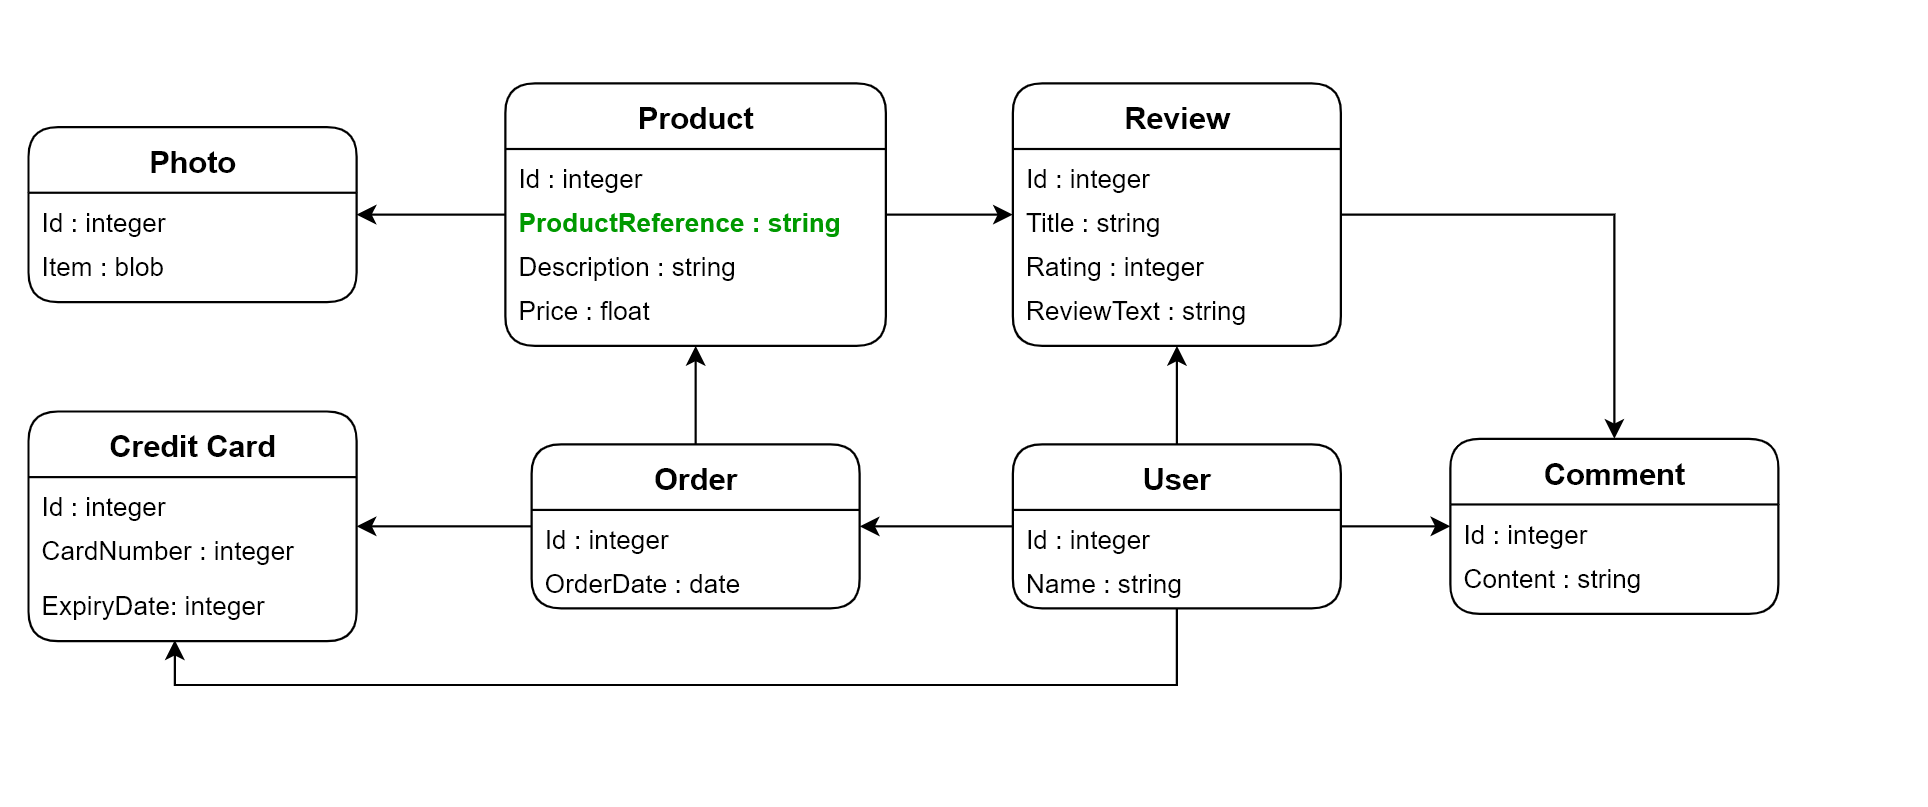 Photo
Id : integer
Item : blob
Product
Id : integer
ProductReference : string
Description : string
Price : float
Review
Id : integer
Title : string
Rating : integer
ReviewText : string
Credit Card
Id : integer
CardNumber : integer
ExpiryDate: integer
Order
Id : integer
OrderDate : date
User
Id : integer
Name : string
Comment
Id : integer
Content : string